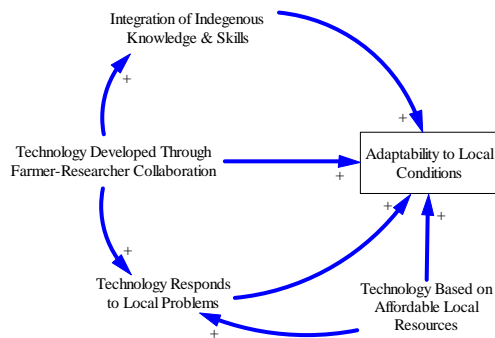 Integration of Indegenous
Knowledge & Skills
+
+
Technology Developed Through
Farmer-Researcher Collaboration
+
Adaptability to Local
Conditions
+
+
+
Technology Responds
to Local Problems
Technology Based on
Affordable Local
Resources
+